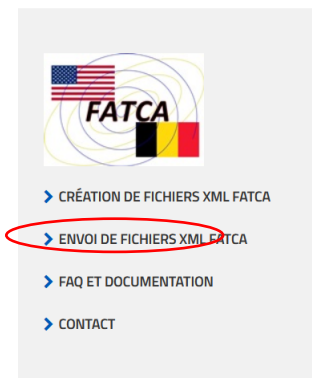 FATCA
CRÉATION DE FICHIERS XML FATCA
ENVOI DE FICHIERS XML FATCA
FAQ ET DOCUMENTATION
CONTACT